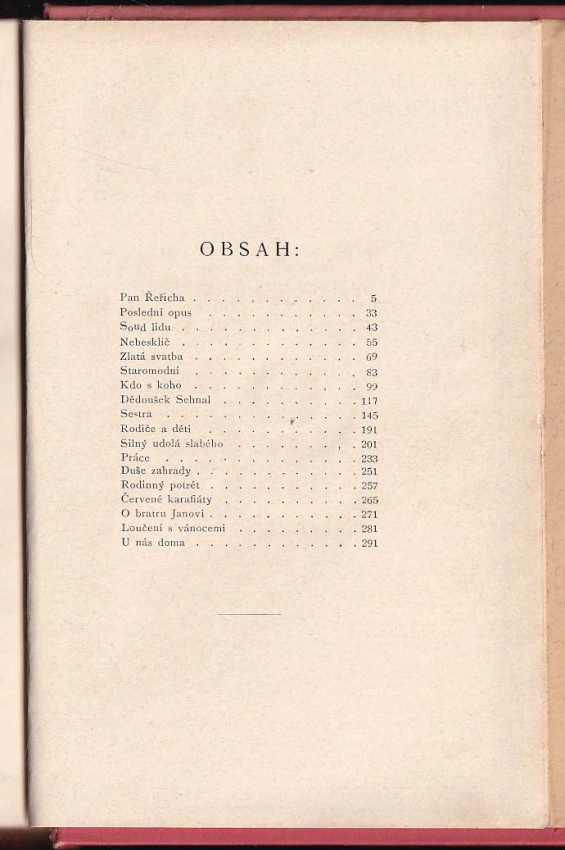 OBSAH:
Pan Řeřicha . . . . . . . . . . . . 5
Poslední opus . . . . . . . . . . . 33
Soud lidu . . . . . . . . . . . . . 43
Nebesklíč . . . . . . . . . . . . . 55
Zlatá svatba . . . . . . . . . . . . 69
Staromodní . . . . . . . . . . . . 83
Kdo s koho . . . . . . . . . . . . 99
Dědoušek Sehnal . . . . . . . . . . 117
Sestra . . . . . . . . . . . . . . 145
Rodiče a děti . . . . . . . . . . . 191
Silný udolá slabého . . . . . . . . . 201
Práce . . . . . . . . . . . . . . 233
Duše zahrady . . . . . . . . . . . . 251
Rodinný potrét . . . . . . . . . . . 257
Červené karafiáty . . . . . . . . . . 265
O bratru Janovi . . . . . . . . . . . 271
Loučení s vánocemi . . . . . . . . . 281
U nás doma . . . . . . . . . . . . 291